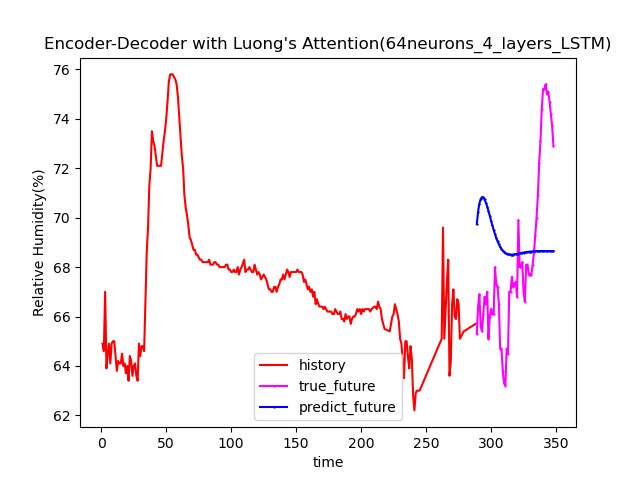 Encoder-Decoder with Luong's Attention(64neurons_4_layers_LSTM)
76
74
72
70
68
66
64
62
Relative Humidity(%)
history
true_future
predict_future
0 50 100 150 200 250 300 350
time